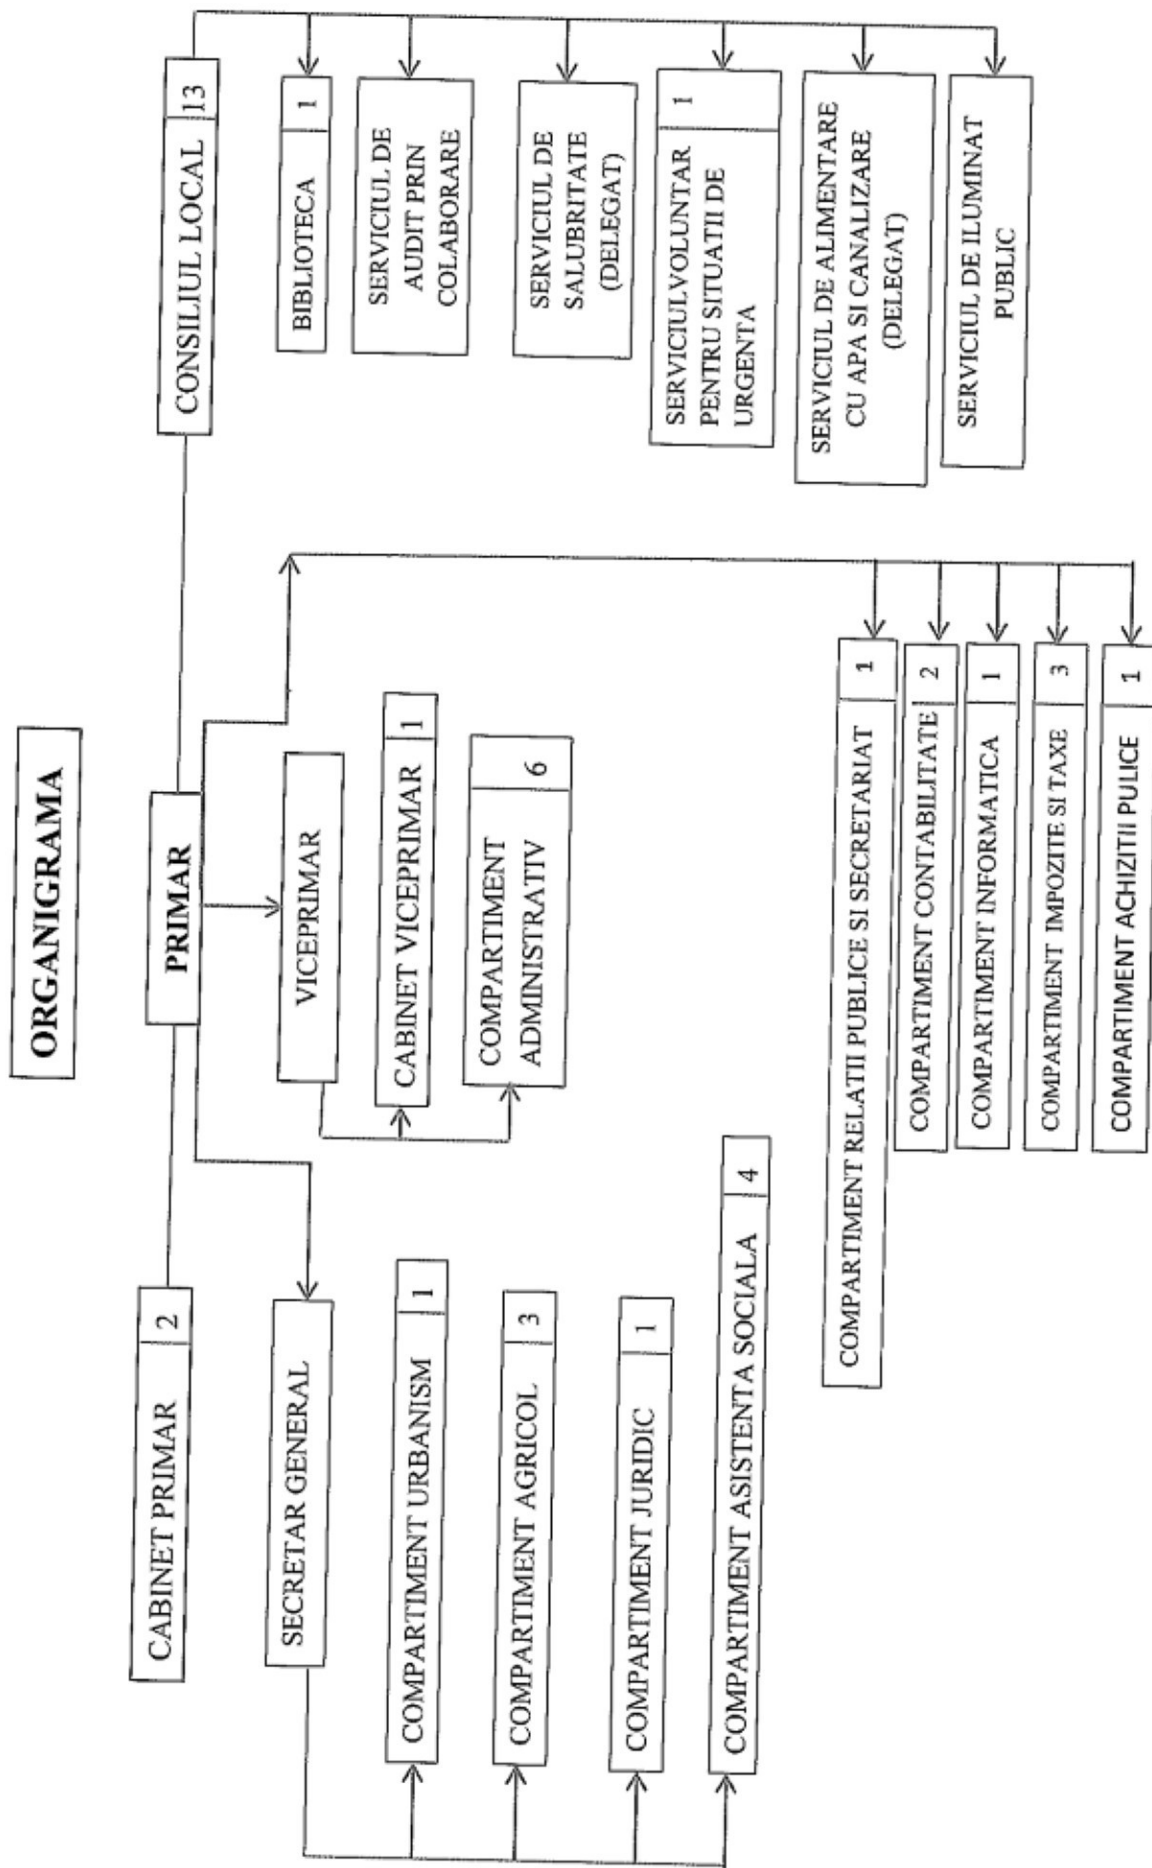 ORGANIGRAMA
CABINET PRIMAR 2
PRIMAR
CONSILIUL LOCAL 13
SECRETAR GENERAL
COMPARTIMENT URBANISM 1
COMPARTIMENT AGRICOL 3
COMPARTIMENT JURIDIC 1
COMPARTIMENT ASISTENTA SOCIALA 4
VICEPRIMAR
CABINET VICEPRIMAR 1
COMPARTIMENT 6
ADMINISTRATIV
COMPARTIMENT RELATII PUBLICE SI SECRETARIAT 1
COMPARTIMENT CONTABILITATE 2
COMPARTIMENT INFORMATICA 1
COMPARTIMENT IMPOZITE SI TAXE 3
COMPARTIMENT ACHIZITII PULICE 1
BIBLIOTECA 1
SERVICIUL DE
AUDIT PRIN
COLABORARE
SERVICIUL DE
SALUBRITATE
(DELEGAT)
SERVICIULVOLUNTAR 1
PENTRU SITUATII DE
URGENTA
SERVICIUL DE ALIMENTARE
CU APA SI CANALIZARE
(DELEGAT)
SERVICIUL DE ILUMINAT
PUBLIC